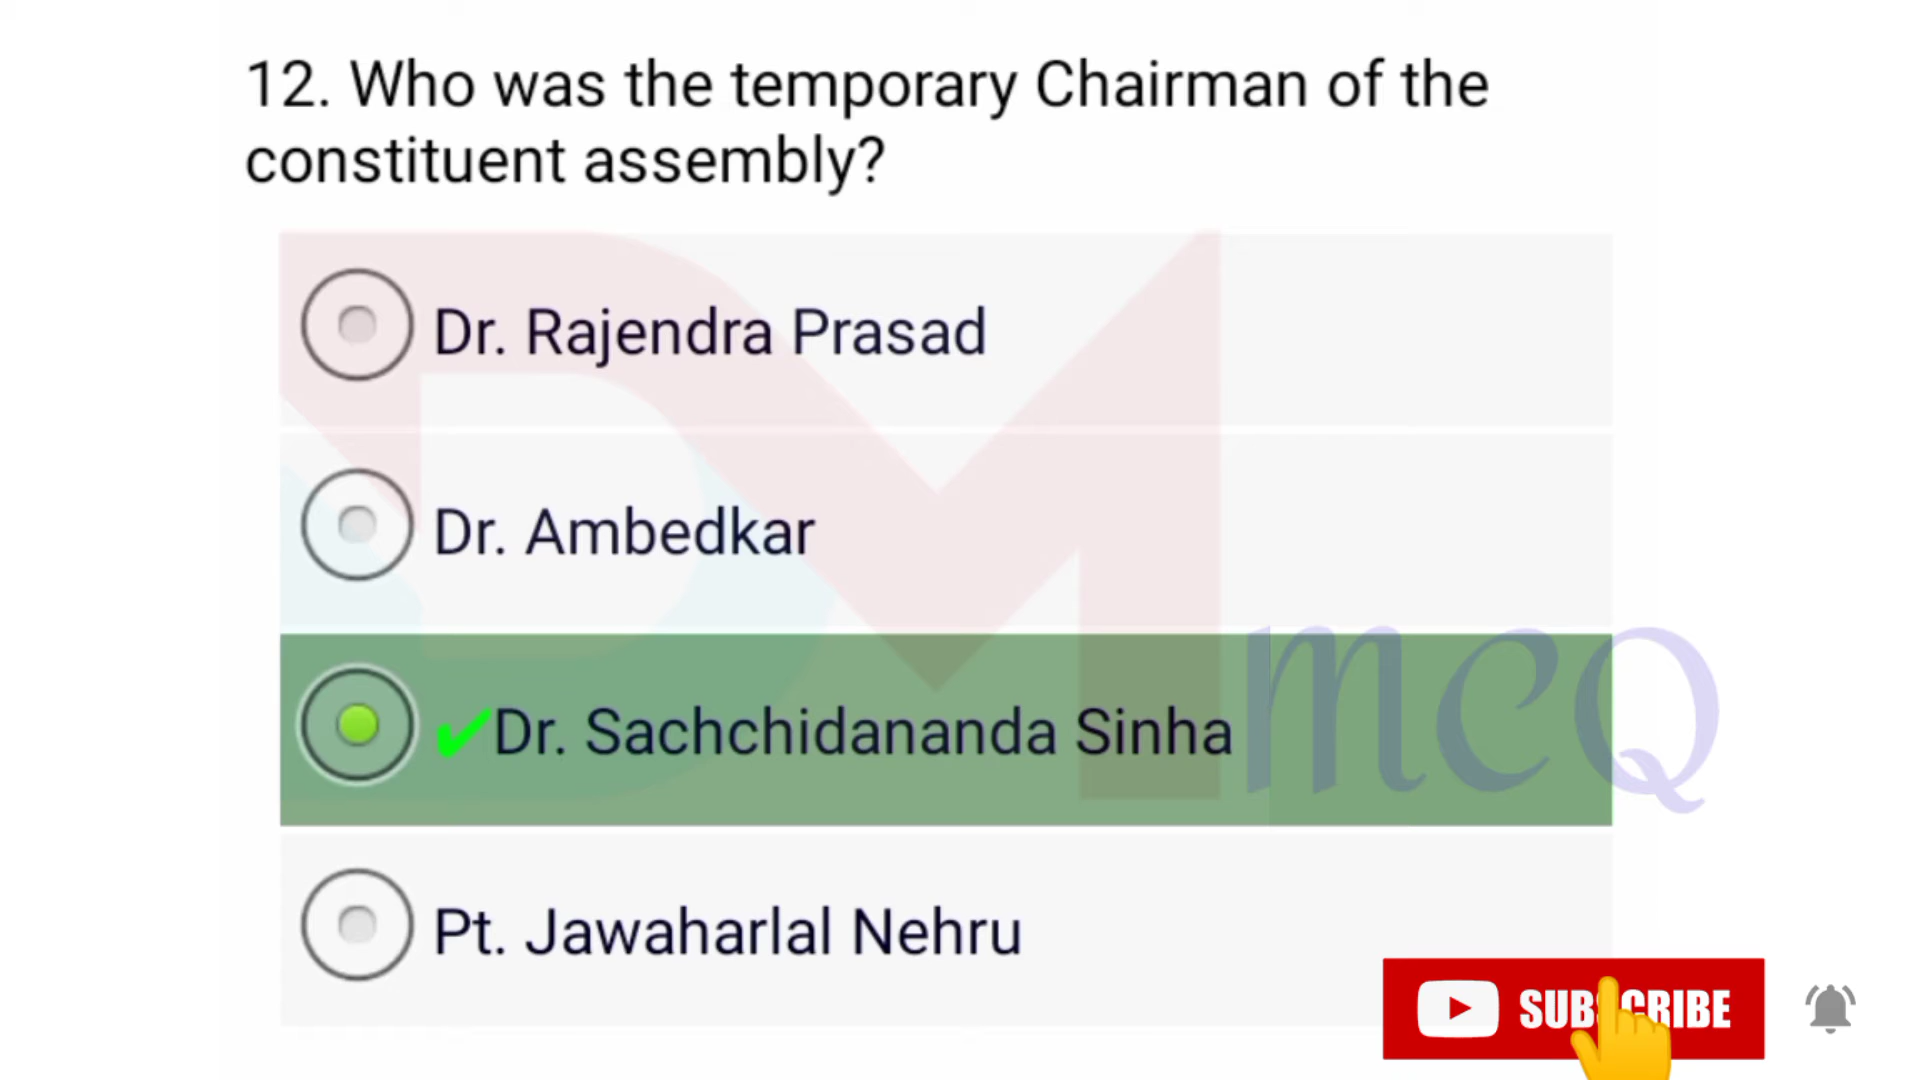 12. Who was the temporary Chairman of the
constituent assembly?
Dr. Rajendra Prasad
Dr. Ambedkar
✔Dr. Sachchidananda Sinha
mcQ
Pt. Jawaharlal Nehru
SUBSCRIBE